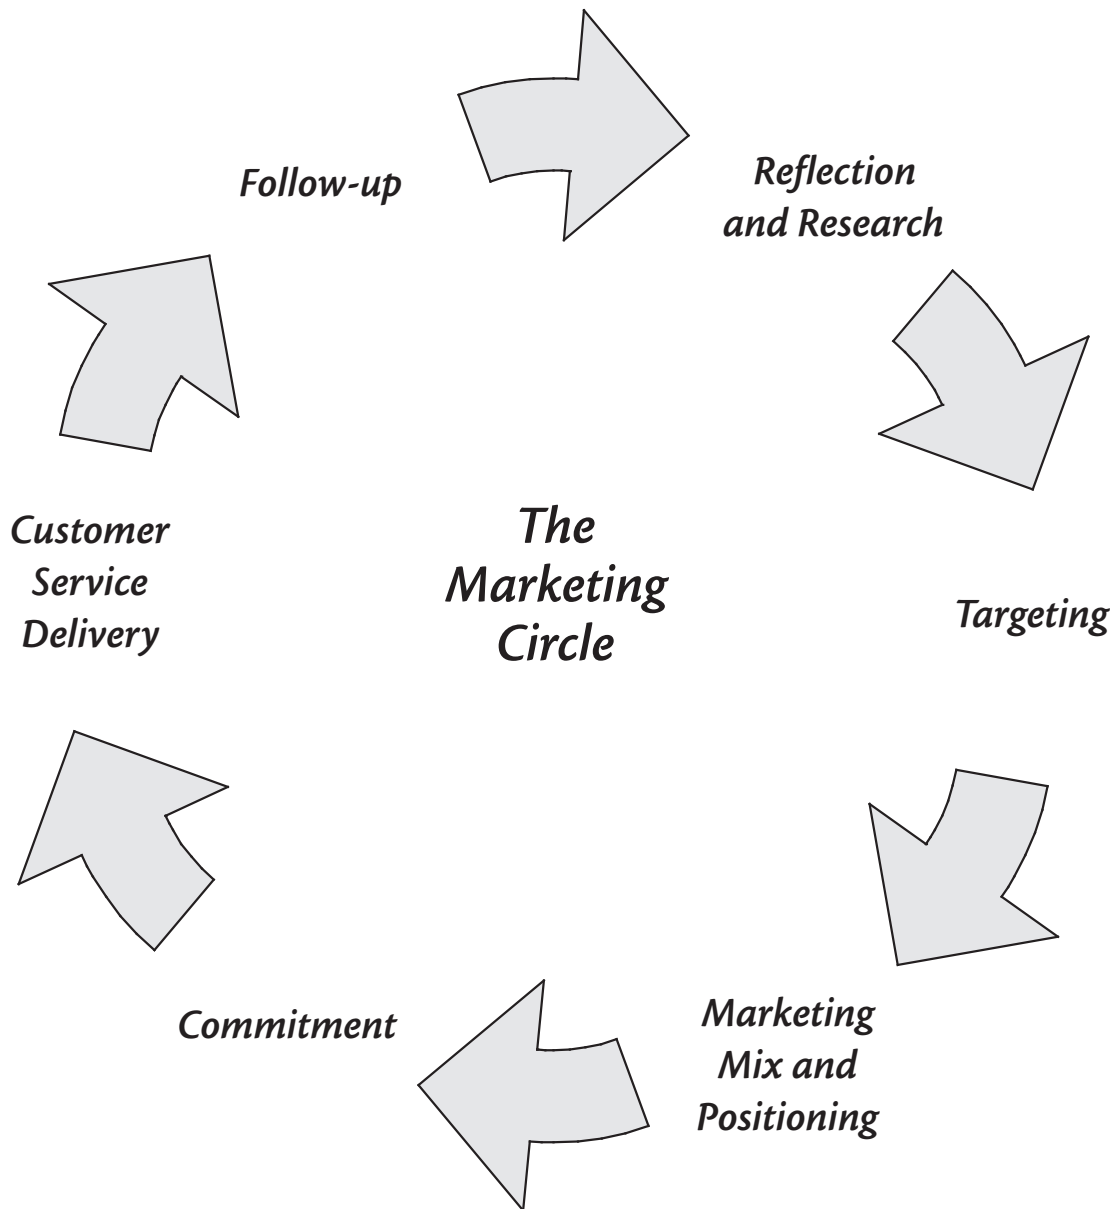 Follow-up
Reflection
and Research
Customer
Service
Delivery
The
Marketing
Circle
Targeting
Commitment
Marketing
Mix and
Positioning